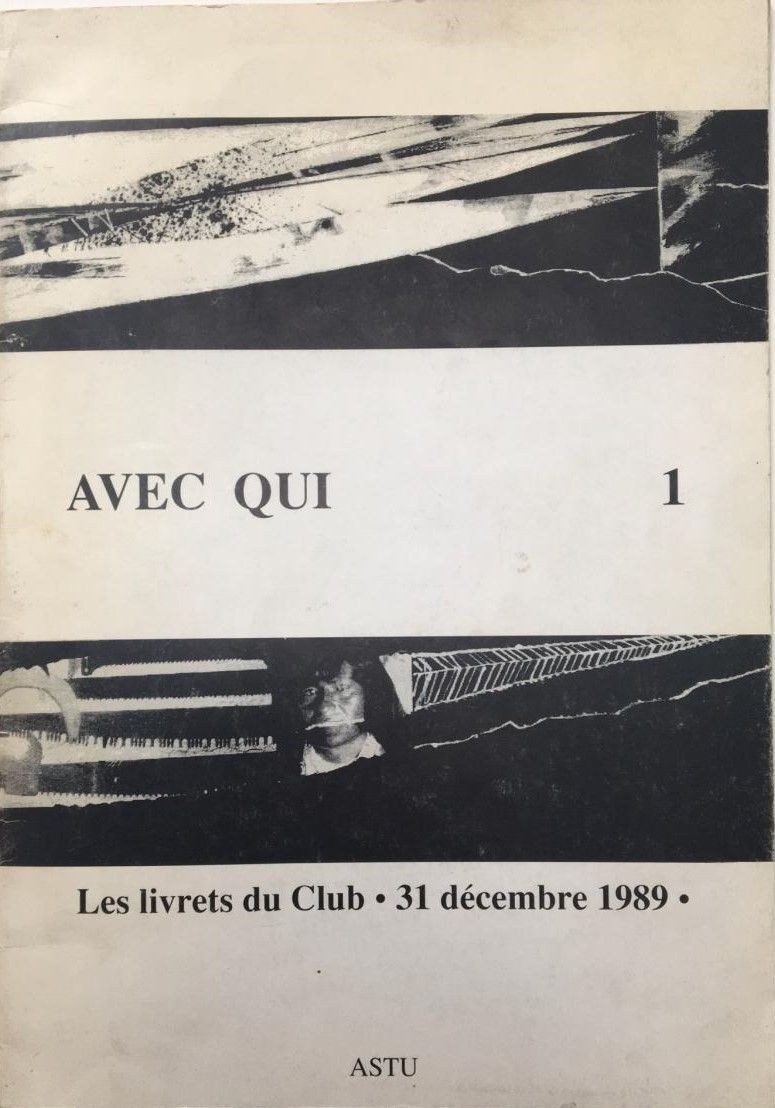 AVEC QUI 1
Les livrets du Club • 31 décembre 1989 •
ASTU